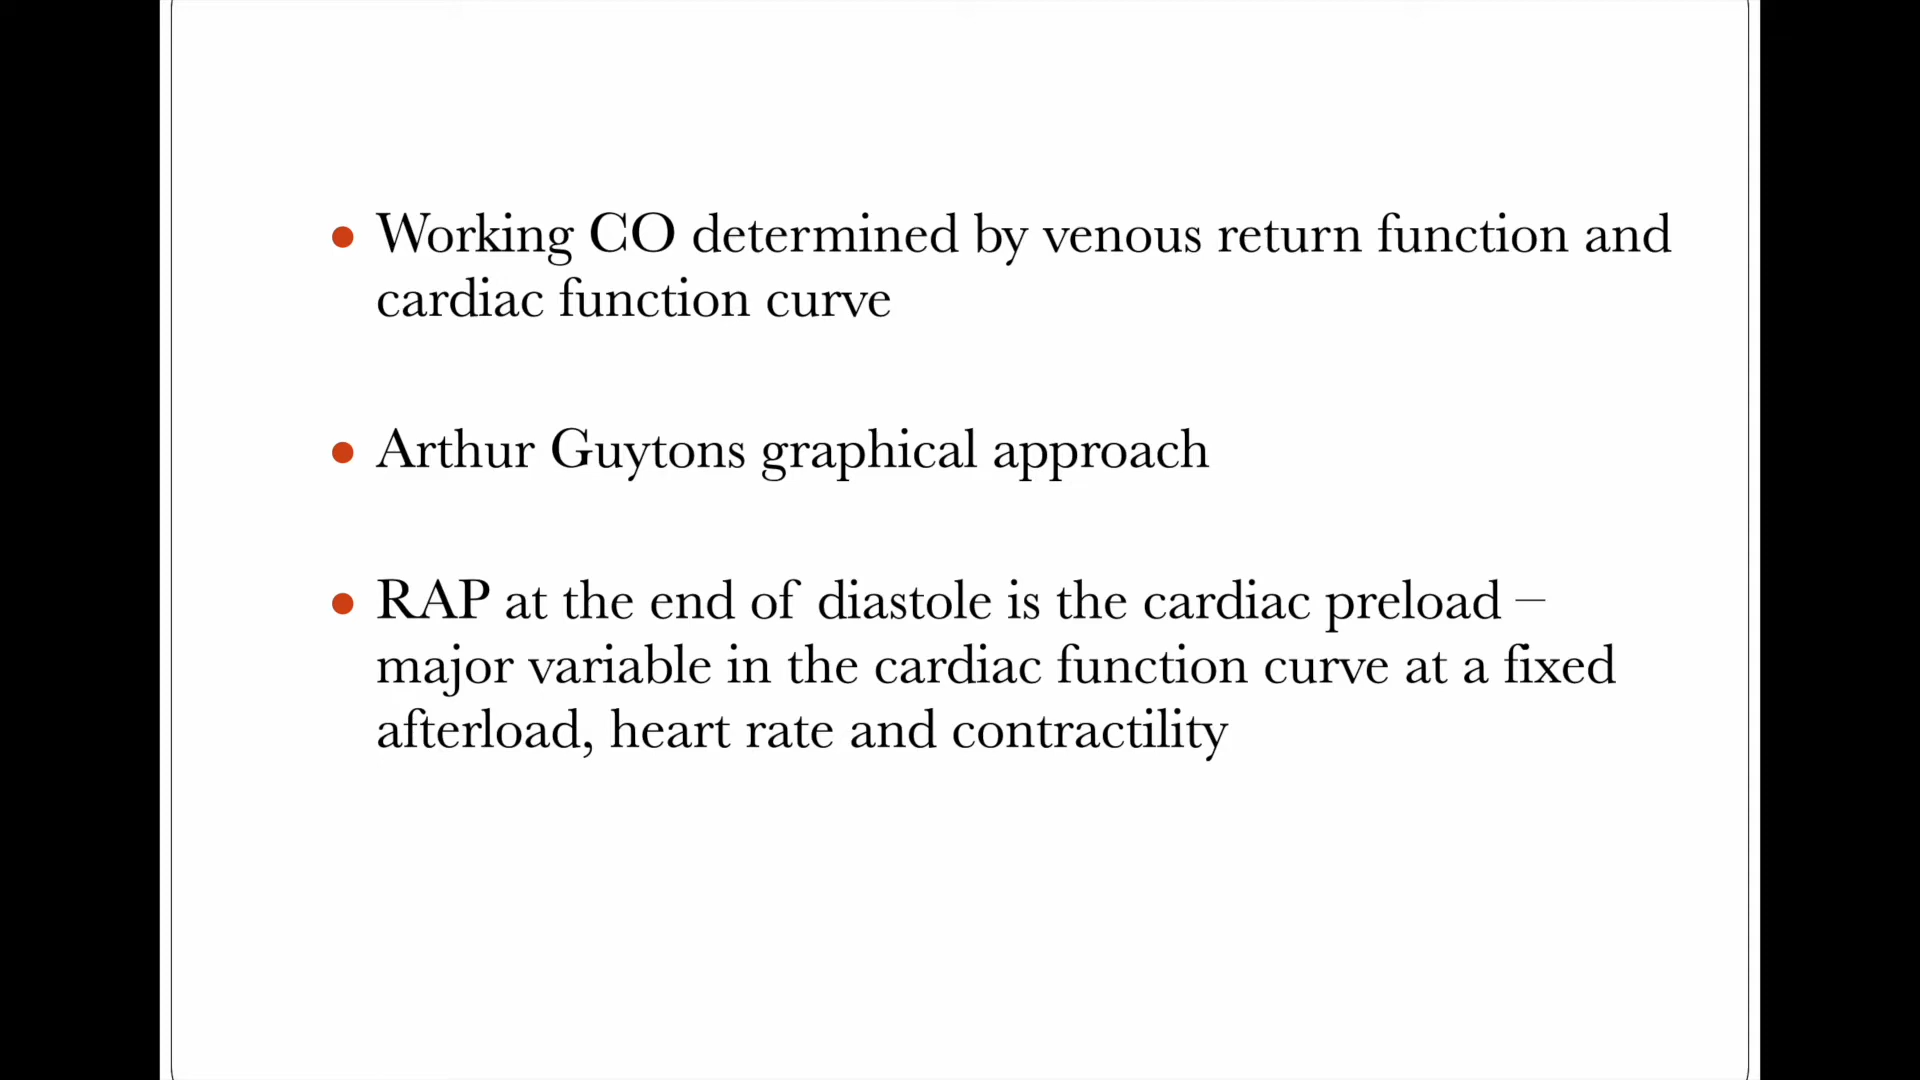 • Working CO determined by venous return function and
cardiac function curve
• Arthur Guytons graphical approach
• RAP at the end of diastole is the cardiac preload –
major variable in the cardiac function curve at a fixed
afterload, heart rate and contractility